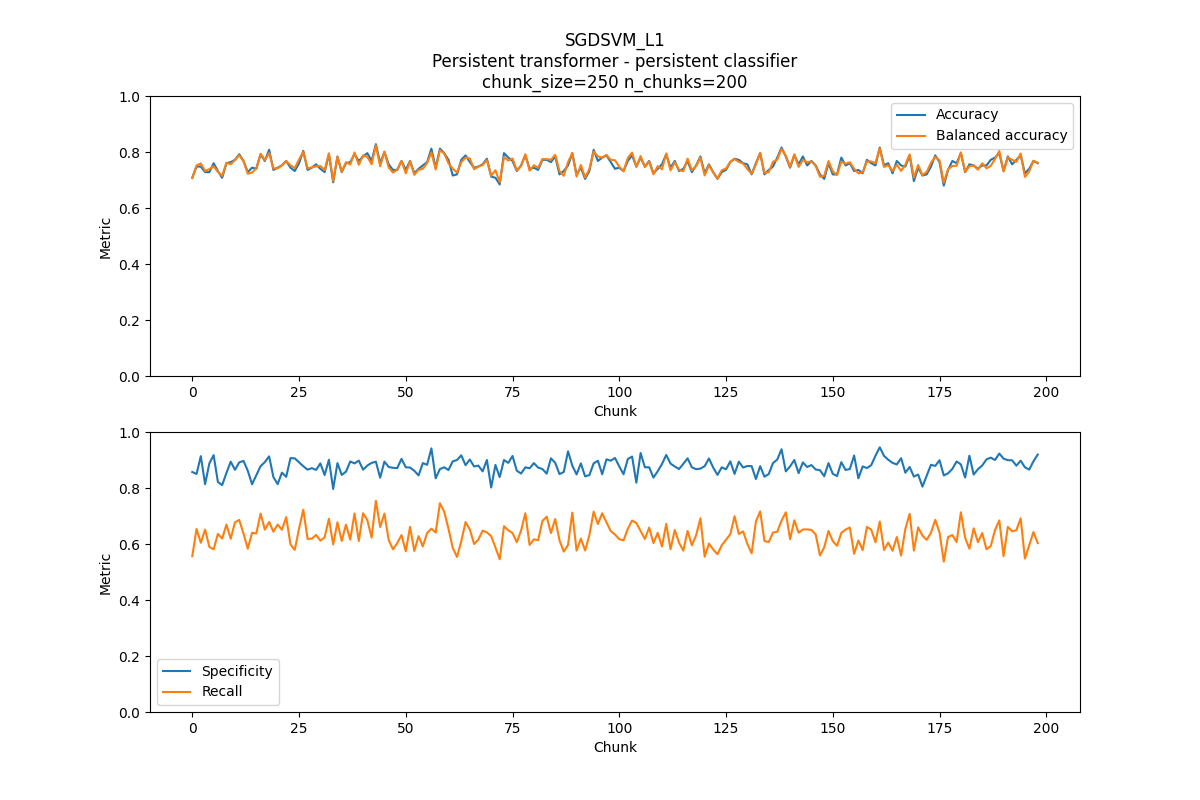 SGDSVM_L1
Persistent transformer - persistent classifier
chunk_size=250 n_chunks=200
1.0
0.8
0.6
0.4
0.2
0.0
Metric
Accuracy
Balanced accuracy
0 25 50 75 100 125 150 175 200
Chunk
1.0
0.8
0.6
0.4
0.2
0.0
Metric
Specificity
Recall
0 25 50 75 100 125 150 175 200
Chunk